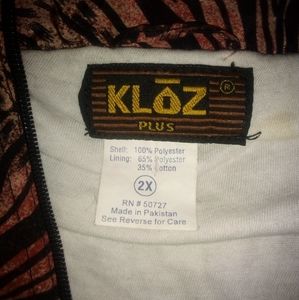 KLŌZ
®
PLUS
Shell: 100% Polyester
Lining: 65% Polyester
35% Cotton
2X
RN # 50727
Made in Pakistan
See Reverse for Care